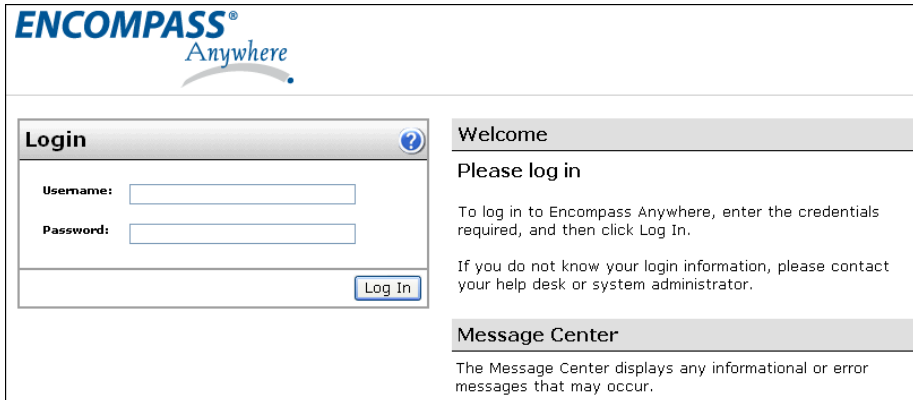 ENCOMPASS®
Anywhere
Login
?
Username:
Password:
Log In
Welcome
Please log in
To log in to Encompass Anywhere, enter the credentials
required, and then click Log In.
If you do not know your login information, please contact
your help desk or system administrator.
Message Center
The Message Center displays any informational or error
messages that may occur.